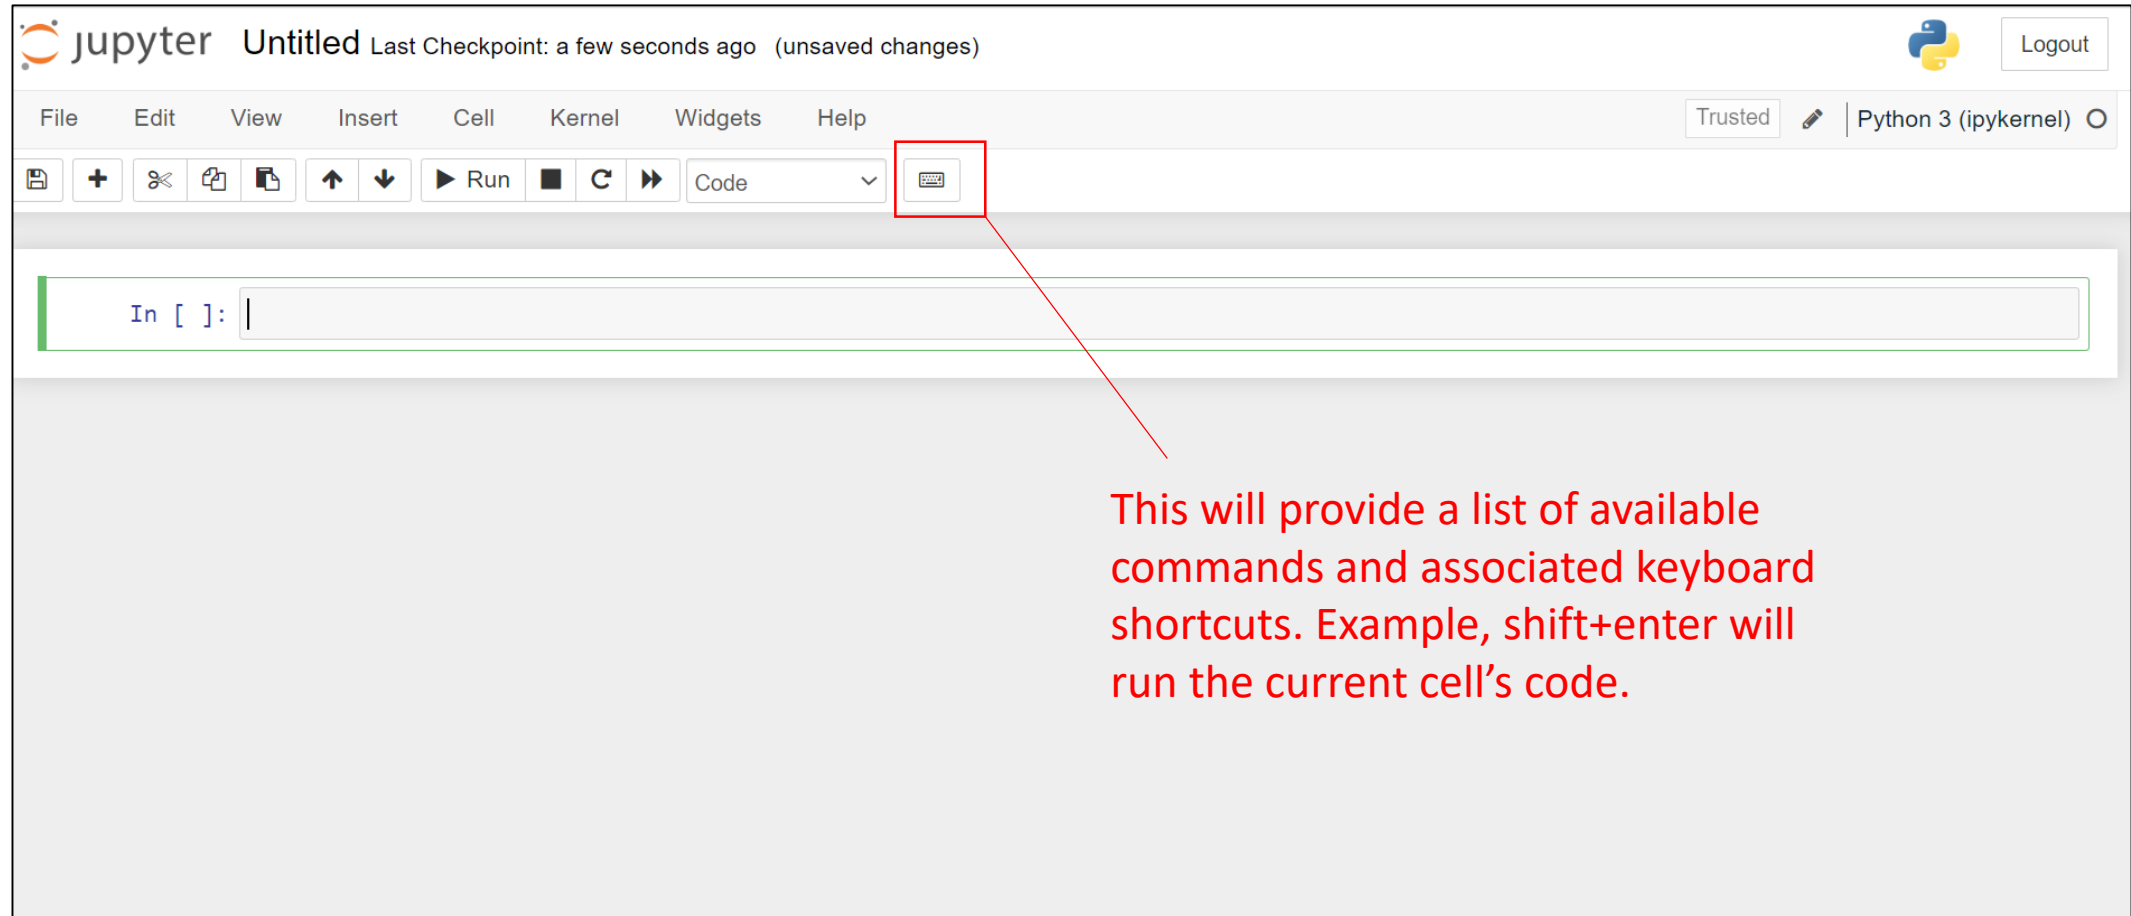 jupyter Untitled Last Checkpoint: a few seconds ago (unsaved changes) Logout
File Edit View Insert Cell Kernel Widgets Help Trusted Python 3 (ipykernel)
Run Code
In [ ]:
This will provide a list of available
commands and associated keyboard
shortcuts. Example, shift+enter will
run the current cell’s code.